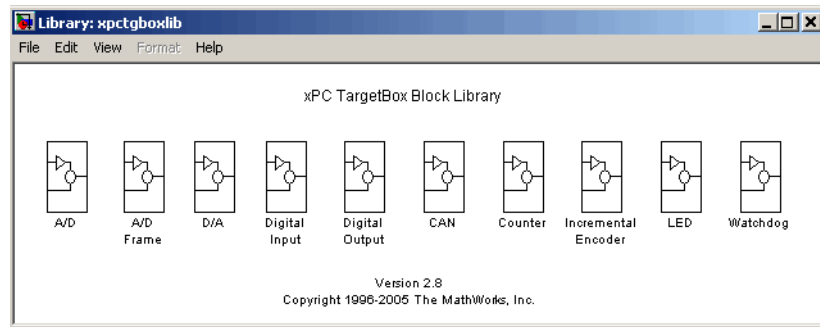 Library: xpctgboxlib
File Edit View Format Help
xPC TargetBox Block Library
A/D
A/D
Frame
D/A
Digital
Input
Digital
Output
CAN
Counter
Incremental
Encoder
LED
Watchdog
Version 2.8
Copyright 1996-2005 The MathWorks, Inc.